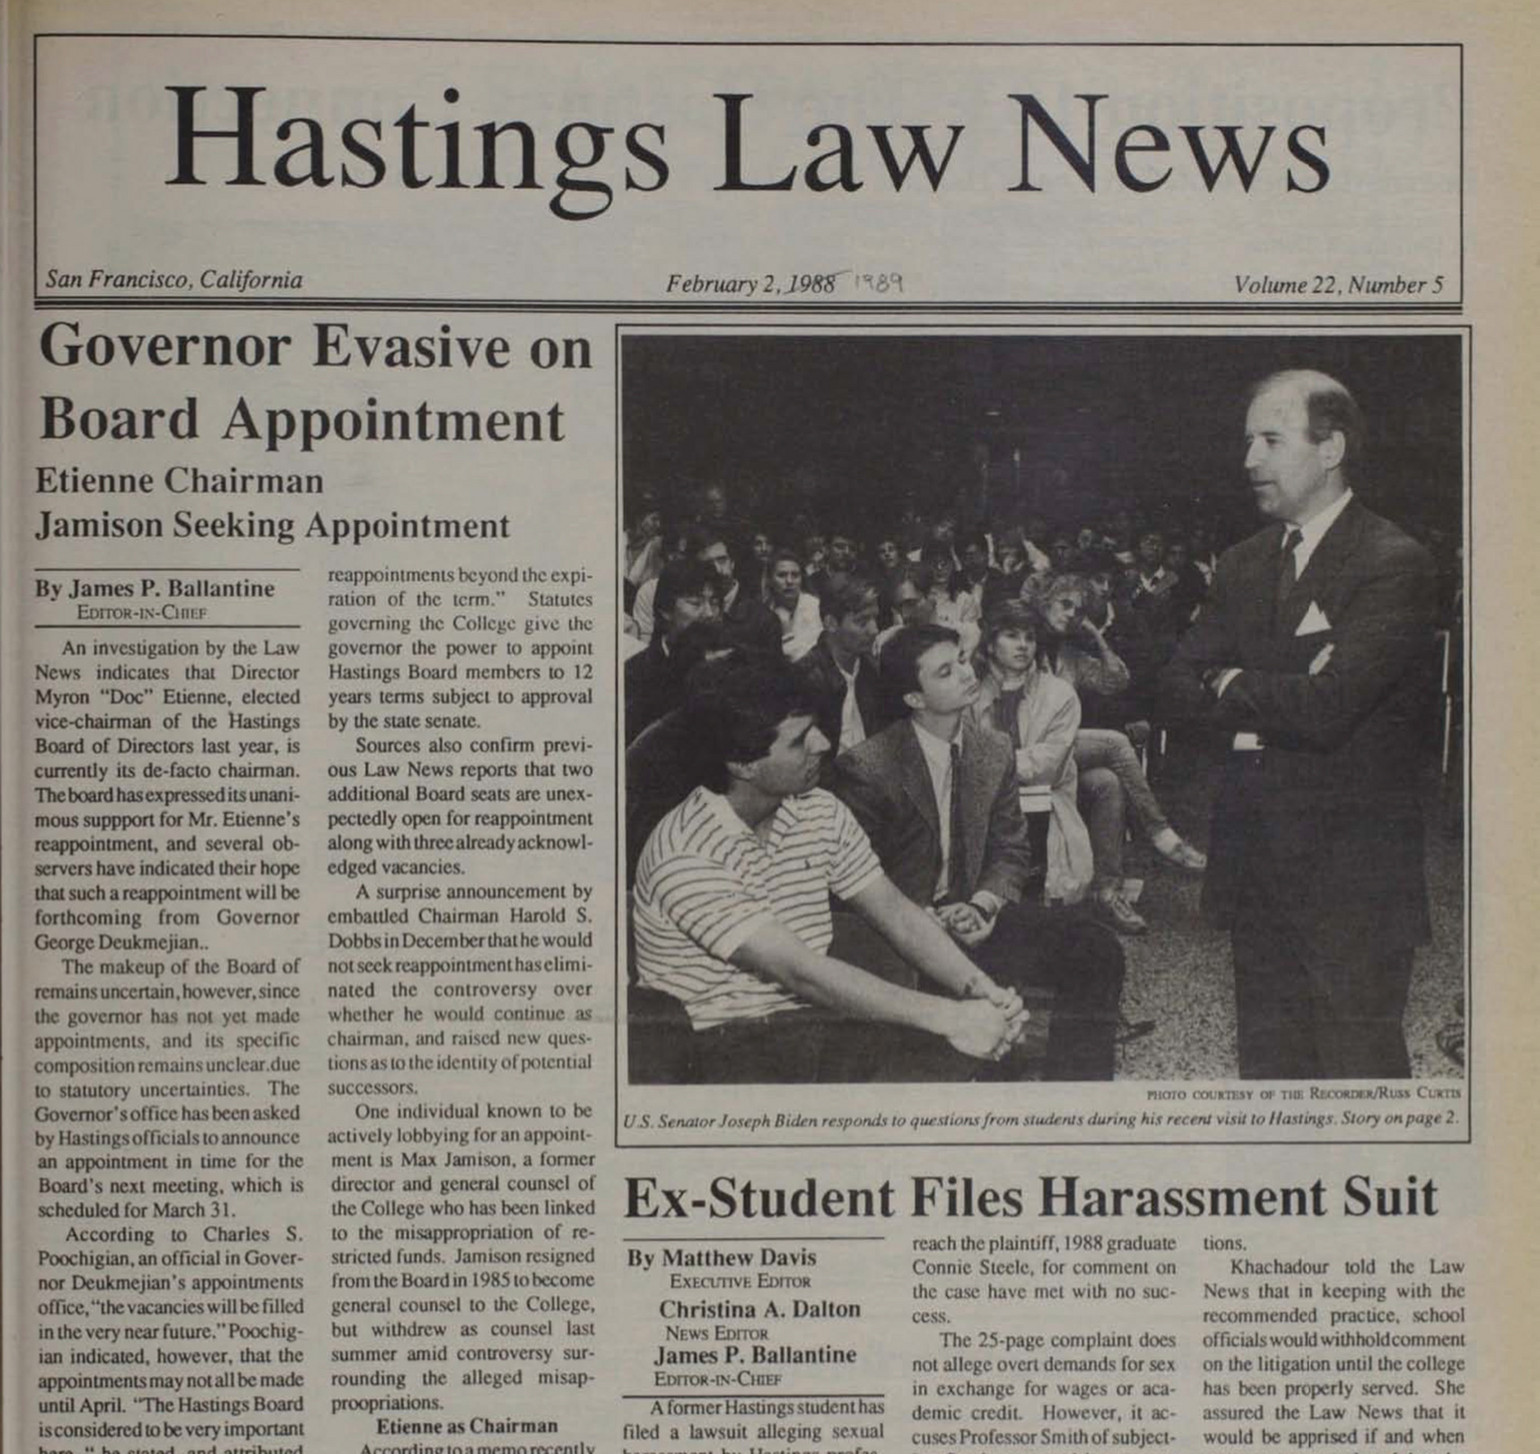 Hastings Law News
San Francisco, California
February 2, 1988 1989
Volume 22, Number 5
Governor Evasive on
Board Appointment
Etienne Chairman
Jamison Seeking Appointment
By James P. Ballantine
EDITOR-IN-CHIEF
An investigation by the Law
News indicates that Director
Myron "Doc" Etienne, elected
vice-chairman of the Hastings
Board of Directors last year, is
currently its de-facto chairman.
The board has expressed its unani-
mous suppport for Mr. Etienne's
reappointment, and several ob-
servers have indicated their hope
that such a reappointment will be
forthcoming from Governor
George Deukmejian..
The makeup of the Board of
remains uncertain, however, since
the governor has not yet made
appointments, and its specific
composition remains unclear.due
to statutory uncertainties. The
Governor's office has been asked
by Hastings officials to announce
an appointment in time for the
Board's next meeting, which is
scheduled for March 31.
According to Charles S.
Poochigian, an official in Gover-
nor Deukmejian's appointments
office, "the vacancies will be filled
in the very near future." Poochig-
ian indicated, however, that the
appointments may not all be made
until April. "The Hastings Board
is considered to be very important
here," he stated, and attributed
reappointments beyond the expi-
ration of the term." Statutes
governing the College give the
governor the power to appoint
Hastings Board members to 12
years terms subject to approval
by the state senate.
Sources also confirm previ-
ous Law News reports that two
additional Board seats are unex-
pectedly open for reappointment
along with three already acknowl-
edged vacancies.
A surprise announcement by
embattled Chairman Harold S.
Dobbs in December that he would
not seek reappointment has elimi-
nated the controversy over
whether he would continue as
chairman, and raised new ques-
tions as to the identity of potential
successors.
One individual known to be
actively lobbying for an appoint-
ment is Max Jamison, a former
director and general counsel of
the College who has been linked
to the misappropriation of re-
stricted funds. Jamison resigned
from the Board in 1985 to become
general counsel to the College,
but withdrew as counsel last
summer amid controversy sur-
rounding the alleged misap-
proopriations.
Etienne as Chairman
According to a memo recently
PHOTO COURTESY OF THE RECORDER/RUSS CURTIS
U.S. Senator Joseph Biden responds to questions from students during his recent visit to Hastings. Story on page 2.
Ex-Student Files Harassment Suit
By Matthew Davis
EXECUTIVE EDITOR
Christina A. Dalton
NEWS EDITOR
James P. Ballantine
EDITOR-IN-CHIEF
A former Hastings student has
filed a lawsuit alleging sexual
harassment by Hastings profes-
reach the plaintiff, 1988 graduate
Connie Steele, for comment on
the case have met with no suc-
cess.
The 25-page complaint does
not allege overt demands for sex
in exchange for wages or aca-
demic credit. However, it ac-
cuses Professor Smith of subject-
tions.
Khachadour told the Law
News that in keeping with the
recommended practice, school
officials would withhold comment
on the litigation until the college
has been properly served. She
assured the Law News that it
would be apprised if and when